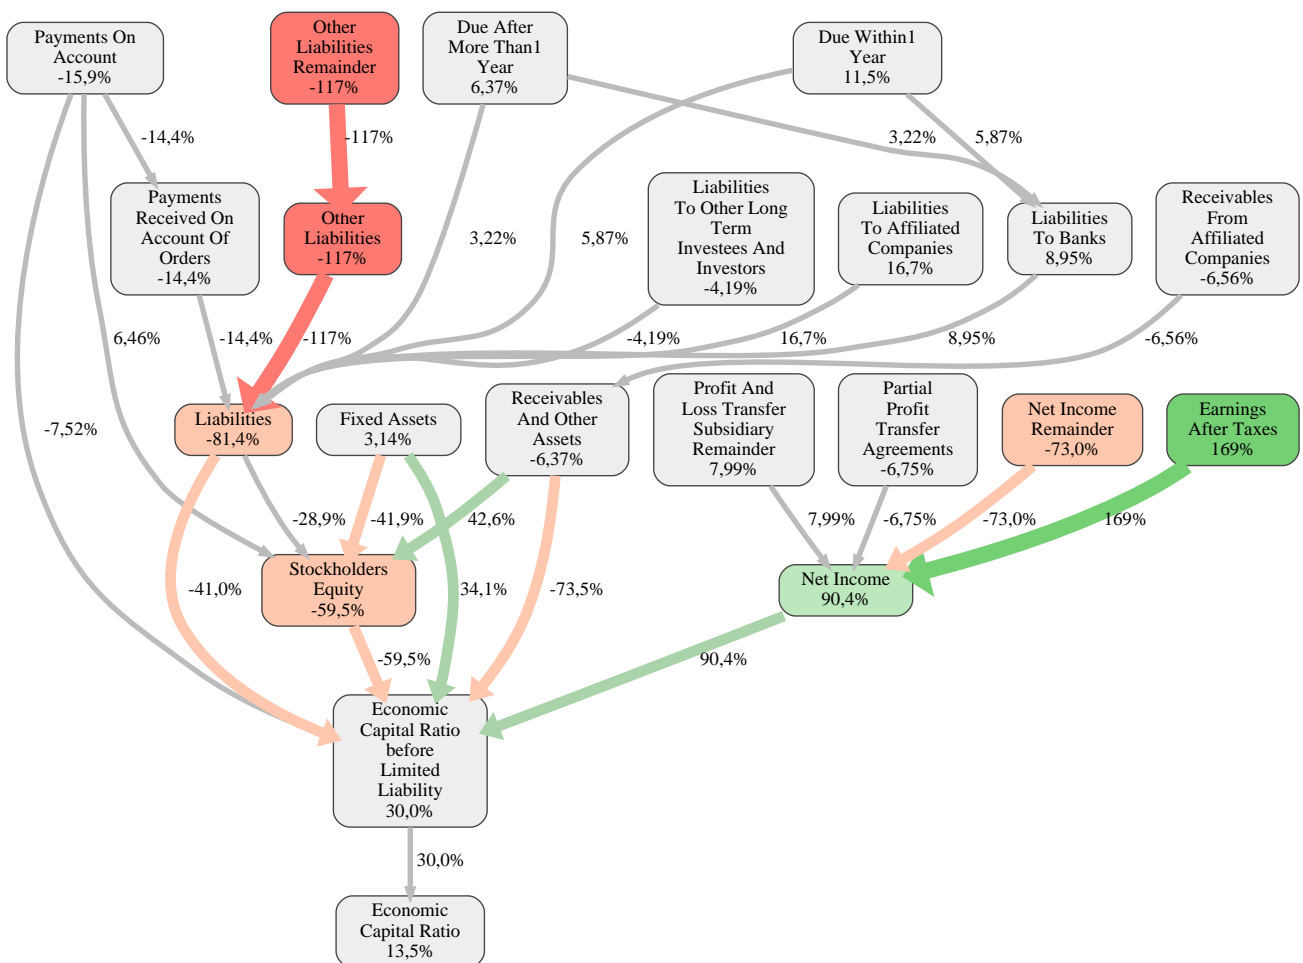 Payments On
Account
-15,9%
Other
Liabilities
Remainder
-117%
Due After
More Than1
Year
6,37%
Due Within1
Year
11,5%
-14,4%
-117%
3,22%
5,87%
Payments
Received On
Account Of
Orders
-14,4%
Other
Liabilities
-117%
3,22%
5,87%
Liabilities
To Other Long
Term
Investees And
Investors
-4,19%
Liabilities
To Affiliated
Companies
16,7%
Liabilities
To Banks
8,95%
Receivables
From
Affiliated
Companies
-6,56%
6,46%
-14,4%
-117%
-4,19%
16,7%
8,95%
-6,56%
-7,52%
Liabilities
-81,4%
Fixed Assets
3,14%
Receivables
And Other
Assets
-6,37%
Profit And
Loss Transfer
Subsidiary
Remainder
7,99%
Partial
Profit
Transfer
Agreements
-6,75%
Net Income
Remainder
-73,0%
Earnings
After Taxes
169%
-28,9%
-41,9%
42,6%
7,99%
-6,75%
-73,0%
169%
-41,0%
Stockholders
Equity
-59,5%
34,1%
-73,5%
Net Income
90,4%
-59,5%
90,4%
Economic
Capital Ratio
before
Limited
Liability
30,0%
30,0%
Economic
Capital Ratio
13,5%